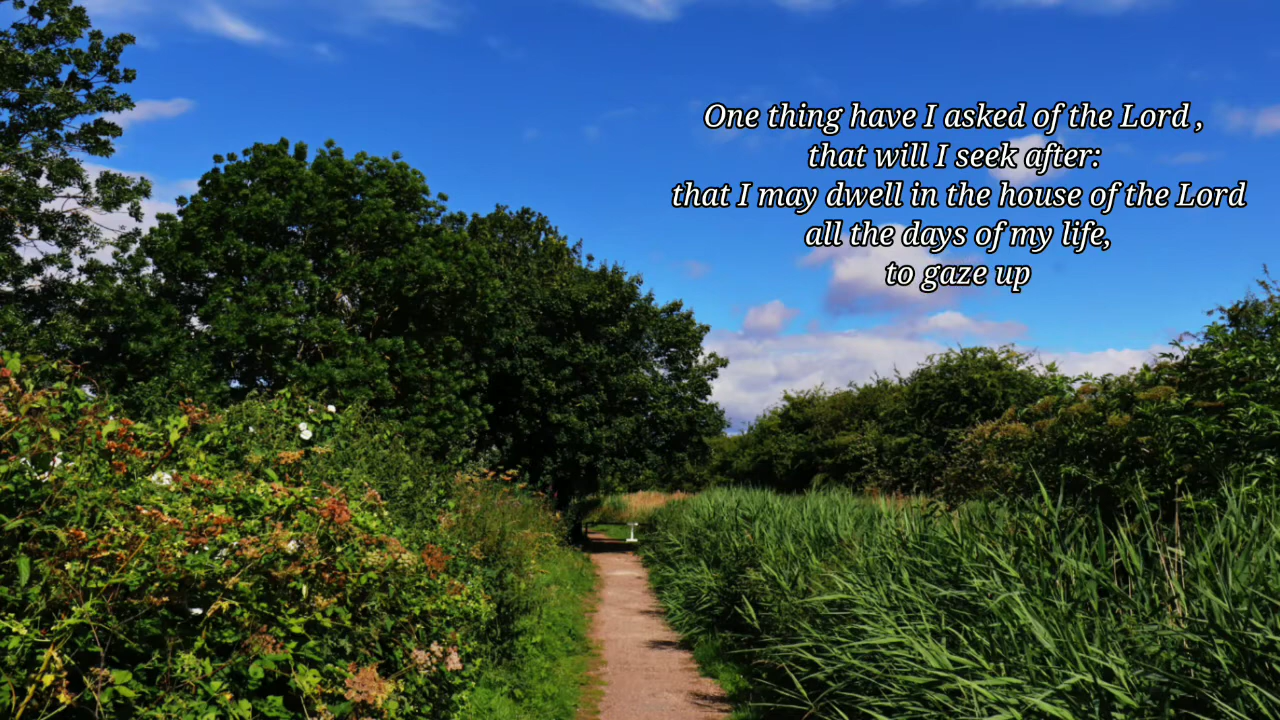 One thing have I asked of the Lord ,
that will I seek after:
that I may dwell in the house of the Lord
all the days of my life,
to gaze up